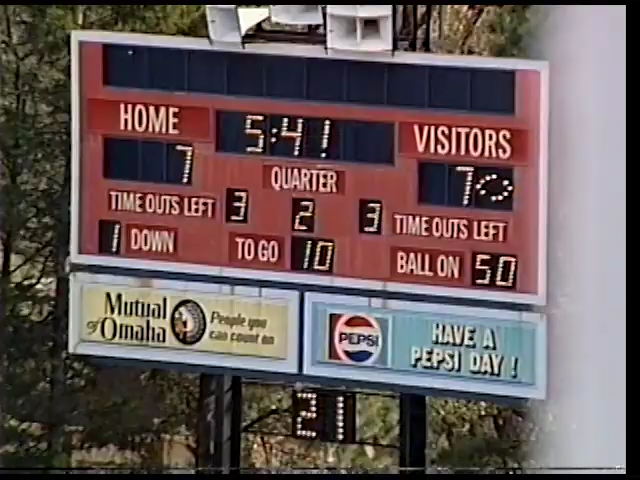 HOME 5:41 VISITORS
7 QUARTER 7
TIME OUTS LEFT 3 2 3 TIME OUTS LEFT
1 DOWN TO GO 10 BALL ON 50
Mutual of Omaha
People you can count on
PEPSI
HAVE A
PEPSI DAY!
21